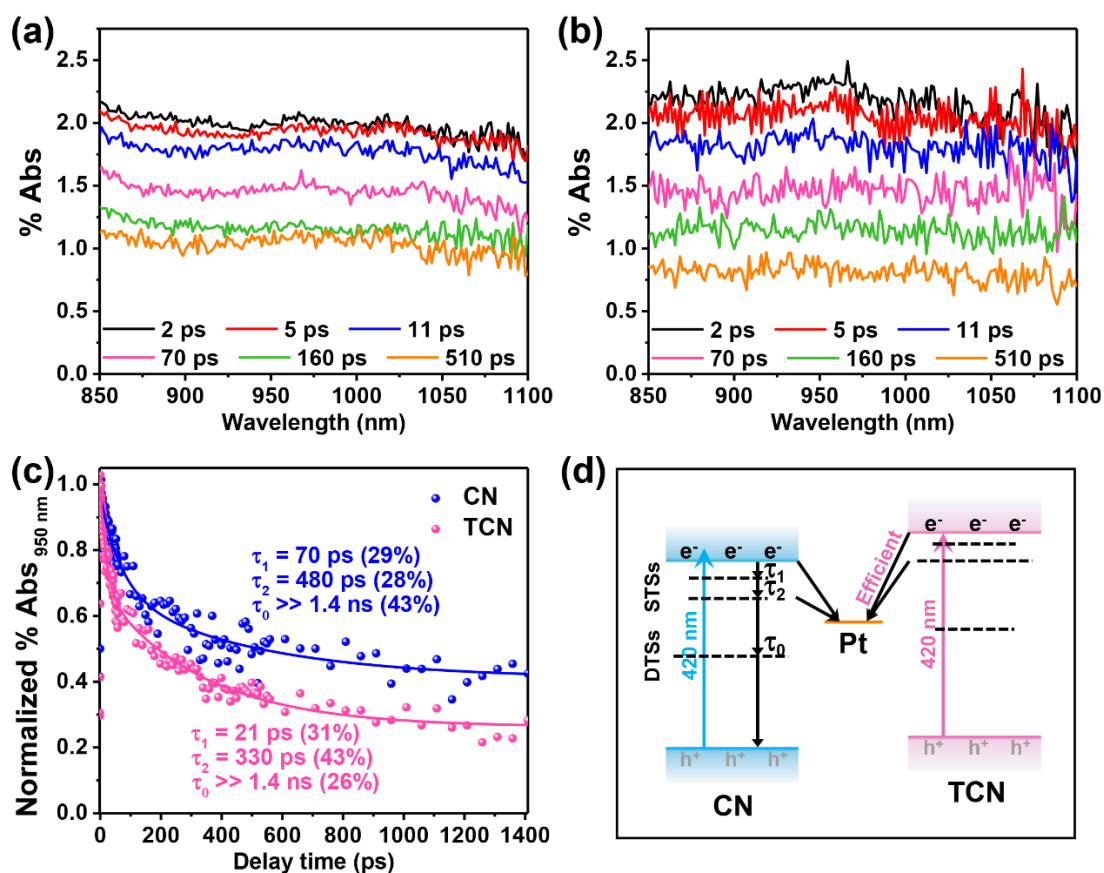 (a)
% Abs
2.5
2.0
1.5
1.0
0.5
0.0
2 ps 5 ps 11 ps
70 ps 160 ps 510 ps
850 900 950 1000 1050 1100
Wavelength (nm)
(b)
% Abs
2.5
2.0
1.5
1.0
0.5
0.0
2 ps 5 ps 11 ps
70 ps 160 ps 510 ps
850 900 950 1000 1050 1100
Wavelength (nm)
(c)
Normalized % Abs 950 nm
1.0
0.8
0.6
0.4
0.2
0.0
CN
TCN
τ1 = 70 ps (29%)
τ2 = 480 ps (28%)
τ0 >> 1.4 ns (43%)
τ1 = 21 ps (31%)
τ2 = 330 ps (43%)
τ0 >> 1.4 ns (26%)
0 200 400 600 800 1000 1200 1400
Delay time (ps)
(d)
e- e- e-
τ1
τ2
τ0
STSs
DTSs
420 nm
h+ h+ h+
CN
Pt
Efficient
e- e- e-
420 nm
h+ h+ h+
TCN